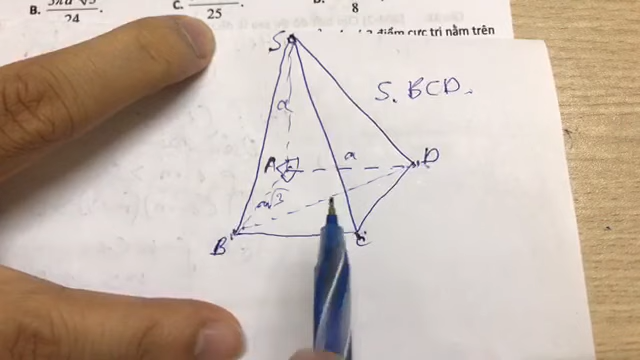 B. 24
C. 25
8
điểm cực trị nằm trên
S
S. BCD.
a
A
a
D
a√3
B
C